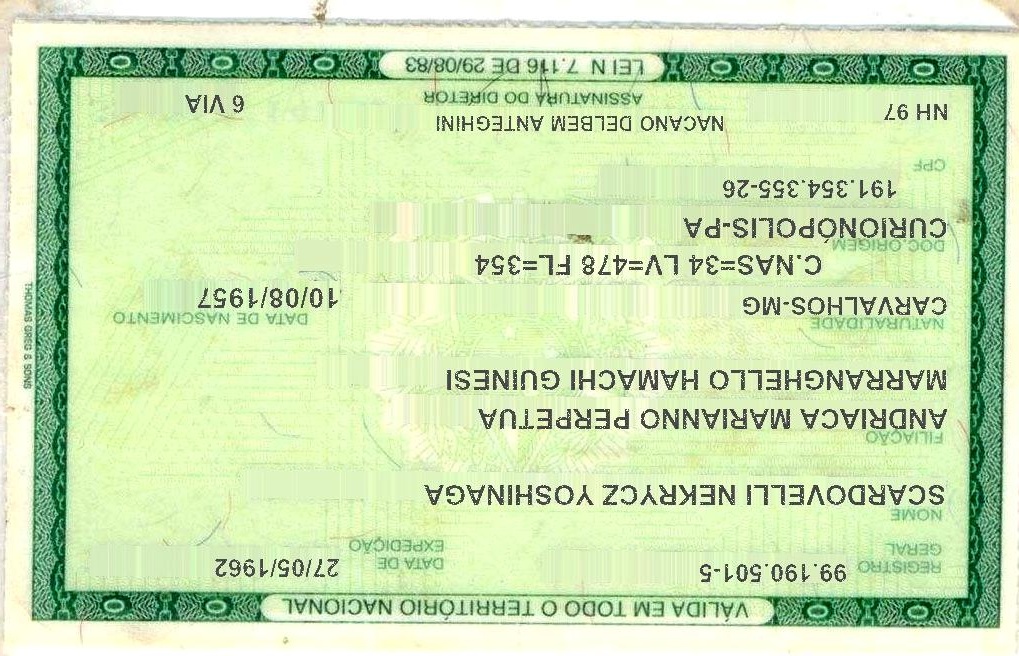 VÁLIDA EM TODO O TERRITÓRIO NACIONAL
REGISTRO GERAL 99.190.501-5 DATA DE EXPEDIÇÃO 27/05/1962
NOME
SCARDOVELLI NEKRYCZ YOSHINAGA
FILIAÇÃO
ANDRIACA MARIANNO PERPETUA
MARRANGHELLO HAMACHI GUINESI
NATURALIDADE DATA DE NASCIMENTO
CARVALHOS-MG 10/08/1957
C.NAS=34 LV=478 FL=354
DOC.ORIGEM
CURIONÓPOLIS-PA
191.354.355-26
CPF
NACANO DELBEM ANTEGHINI
NH 97 ASSINATURA DO DIRETOR 6 VIA
LEI N 7.116 DE 29/08/83
THOMAS GREG & SONS